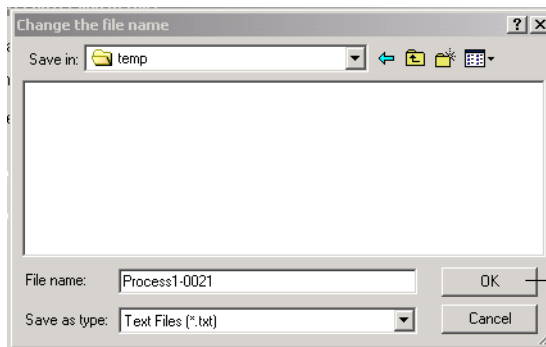 Change the file name
Save in: temp
File name: Process1-0021
OK
Save as type: Text Files (*.txt)
Cancel